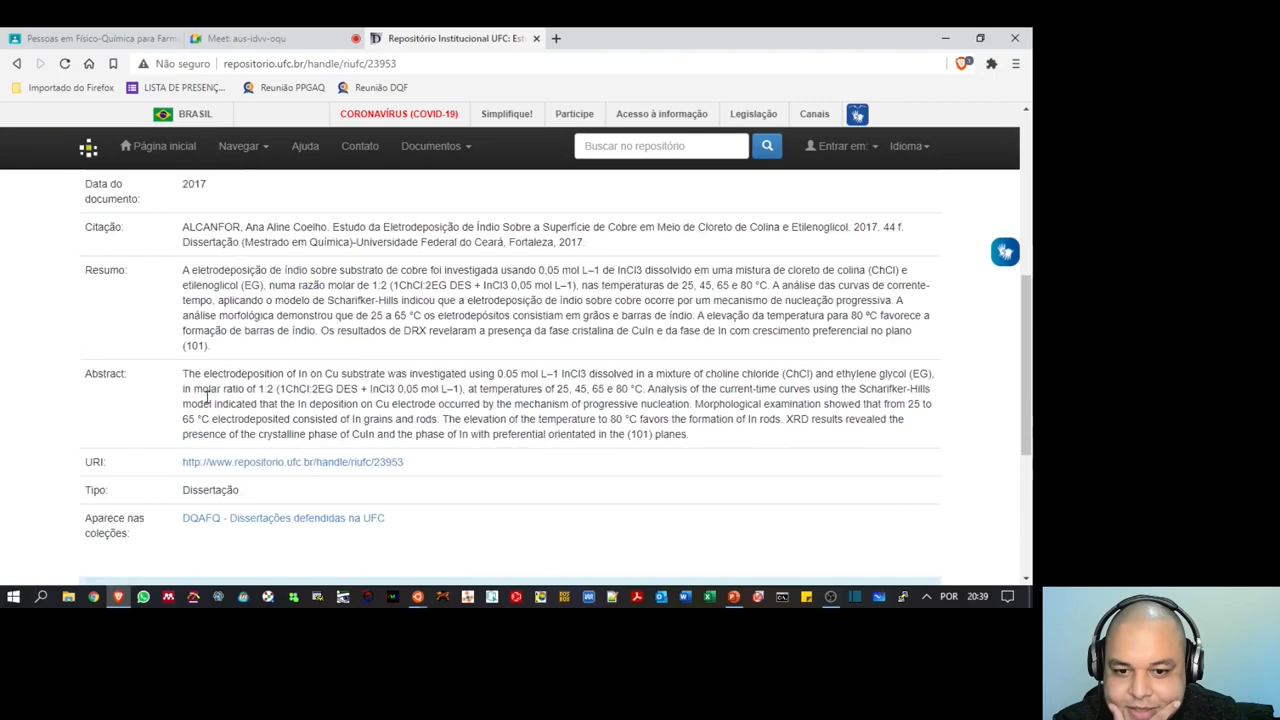 Pessoas em Físico-Química para Farm
Meet: aus-idvv-oqu
Repositório Institucional UFC: Est
Não seguro
repositorio.ufc.br/handle/riufc/23953
Importado do Firefox
LISTA DE PRESENÇ...
Reunião PPGAQ
Reunião DQF
BRASIL
CORONAVÍRUS (COVID-19)
Simplifique!
Participe
Acesso à informação
Legislação
Canais
Página inicial
Navegar
Ajuda
Contato
Documentos
Buscar no repositório
Entrar em:
Idioma
Data do
documento:
2017
Citação:
ALCANFOR, Ana Aline Coelho. Estudo da Eletrodeposição de Índio Sobre a Superfície de Cobre em Meio de Cloreto de Colina e Etilenoglicol. 2017. 44 f.
Dissertação (Mestrado em Química)-Universidade Federal do Ceará, Fortaleza, 2017.
Resumo:
A eletrodeposição de índio sobre substrato de cobre foi investigada usando 0,05 mol L–1 de InCl3 dissolvido em uma mistura de cloreto de colina (ChCl) e
etilenoglicol (EG), numa razão molar de 1:2 (1ChCl:2EG DES + InCl3 0,05 mol L–1), nas temperaturas de 25, 45, 65 e 80 °C. A análise das curvas de corrente-
tempo, aplicando o modelo de Scharifker-Hills indicou que a eletrodeposição de índio sobre cobre ocorre por um mecanismo de nucleação progressiva. A
análise morfológica demonstrou que de 25 a 65 °C os eletrodepósitos consistiam em grãos e barras de índio. A elevação da temperatura para 80 ºC favorece a
formação de barras de índio. Os resultados de DRX revelaram a presença da fase cristalina de CuIn e da fase de In com crescimento preferencial no plano
(101).
Abstract:
The electrodeposition of In on Cu substrate was investigated using 0.05 mol L–1 InCl3 dissolved in a mixture of choline chloride (ChCl) and ethylene glycol (EG),
in molar ratio of 1:2 (1ChCl:2EG DES + InCl3 0,05 mol L–1), at temperatures of 25, 45, 65 e 80 °C. Analysis of the current-time curves using the Scharifker-Hills
model indicated that the In deposition on Cu electrode occurred by the mechanism of progressive nucleation. Morphological examination showed that from 25 to
65 °C electrodeposited consisted of In grains and rods. The elevation of the temperature to 80 °C favors the formation of In rods. XRD results revealed the
presence of the crystalline phase of CuIn and the phase of In with preferential orientated in the (101) planes.
URI:
http://www.repositorio.ufc.br/handle/riufc/23953
Tipo:
Dissertação
Aparece nas
coleções:
DQAFQ - Dissertações defendidas na UFC
POR
20:39